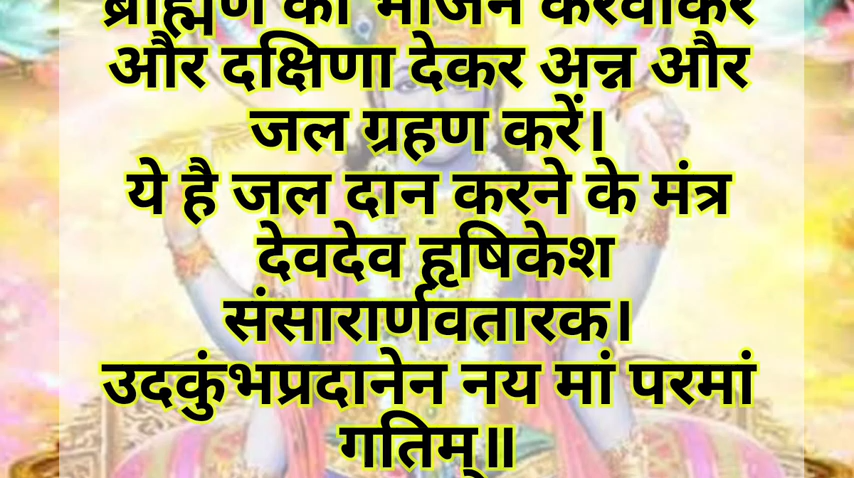 ब्राह्मण को भोजन करवाकर
और दक्षिणा देकर अन्न और
जल ग्रहण करें।
ये है जल दान करने के मंत्र
देवदेव हृषिकेश
संसारार्णवतारक।
उदकुंभप्रदानेन नय मां परमां
गतिम्॥